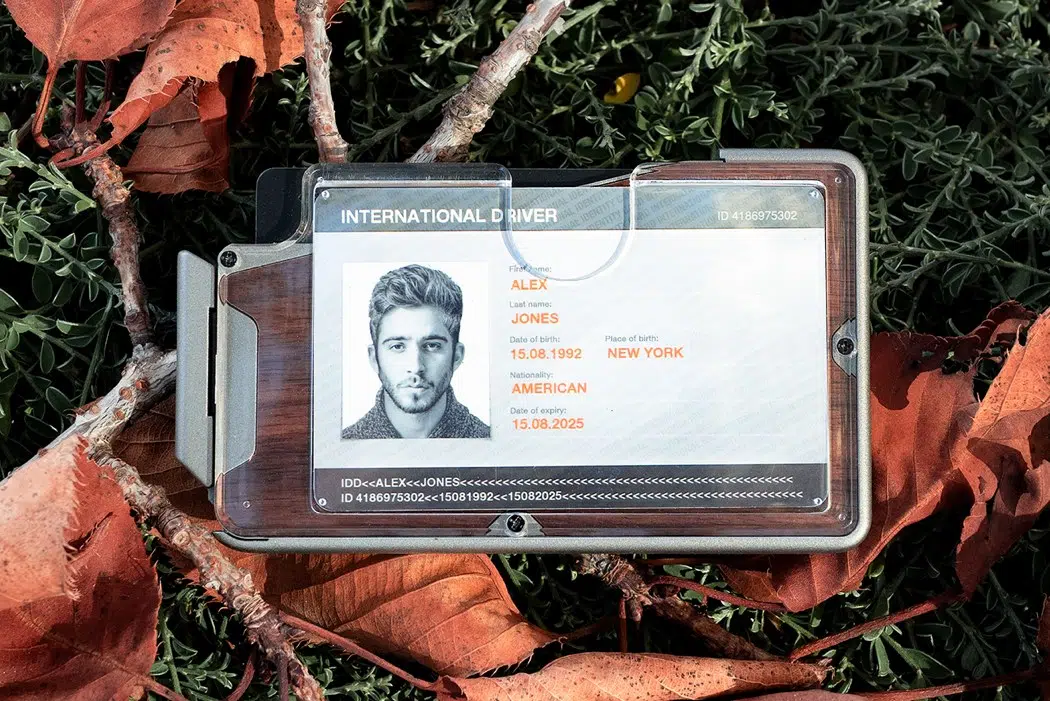 INTERNATIONAL DRIVER
ID 4186975302
First name:
ALEX
Last name:
JONES
Date of birth: Place of birth:
15.08.1992 NEW YORK
Nationality:
AMERICAN
Date of expiry:
15.08.2025
IDD<<ALEX<<JONES<<<<<<<<<<<<<<<<<<<<<<<<<<<<<<<<<<<<<<<<<<<<
ID 4186975302<<15081992<<15082025<<<<<<<<<<<<<<<<<<<<<<<<<<<<<<